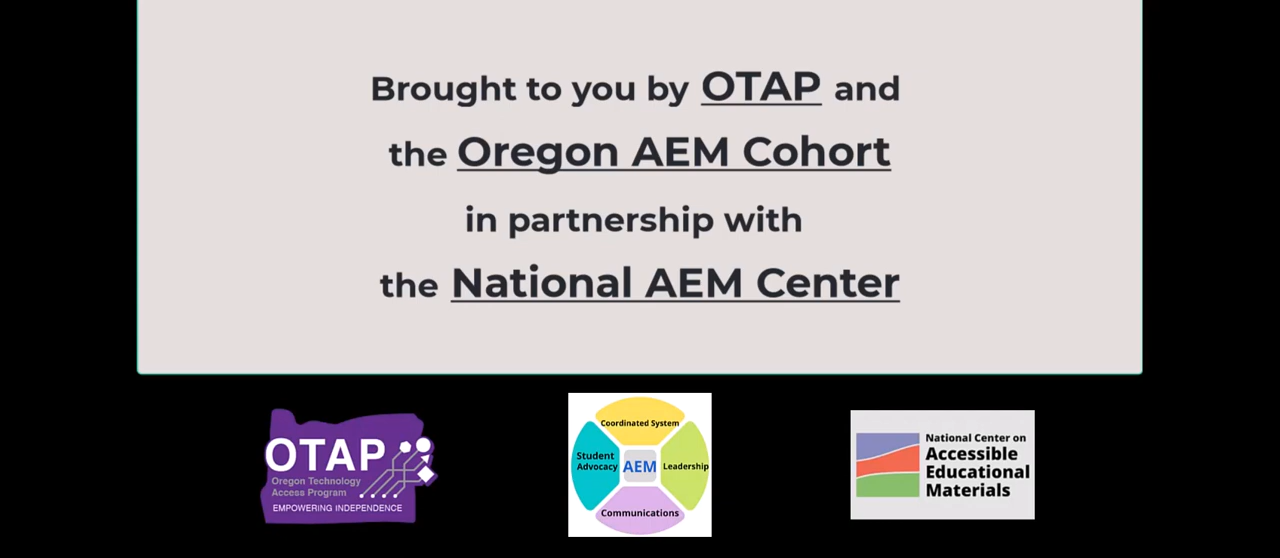 Brought to you by OTAP and
the Oregon AEM Cohort
in partnership with
the National AEM Center
OTAP
Oregon Technology
Access Program
EMPOWERING INDEPENDENCE
Coordinated System
Student
Advocacy
AEM
Leadership
Communications
National Center on
Accessible
Educational
Materials